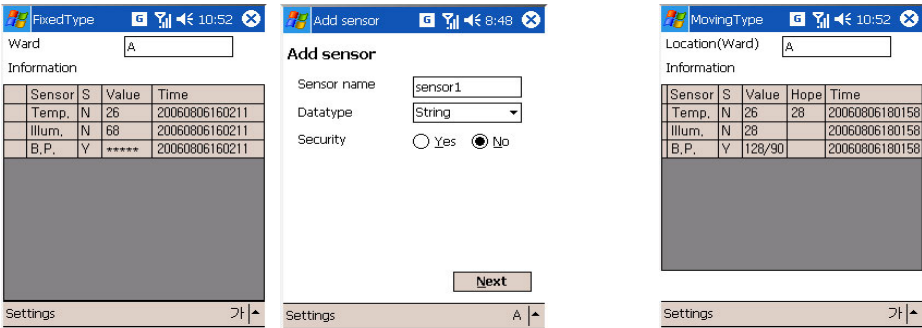 FixedType G 10:52
Ward A
Information
Sensor S Value Time
Temp, N 26 20060806160211
Illum, N 68 20060806160211
B,P, Y ***** 20060806160211
Settings 가
Add sensor G 8:48
Add sensor
Sensor name sensor1
Datatype String
Security Yes No
Next
Settings A
MovingType G 10:52
Location(Ward) A
Information
Sensor S Value Hope Time
Temp, N 26 28 20060806180158
Illum, N 28 20060806180158
B,P, Y 128/90 20060806180158
Settings 가